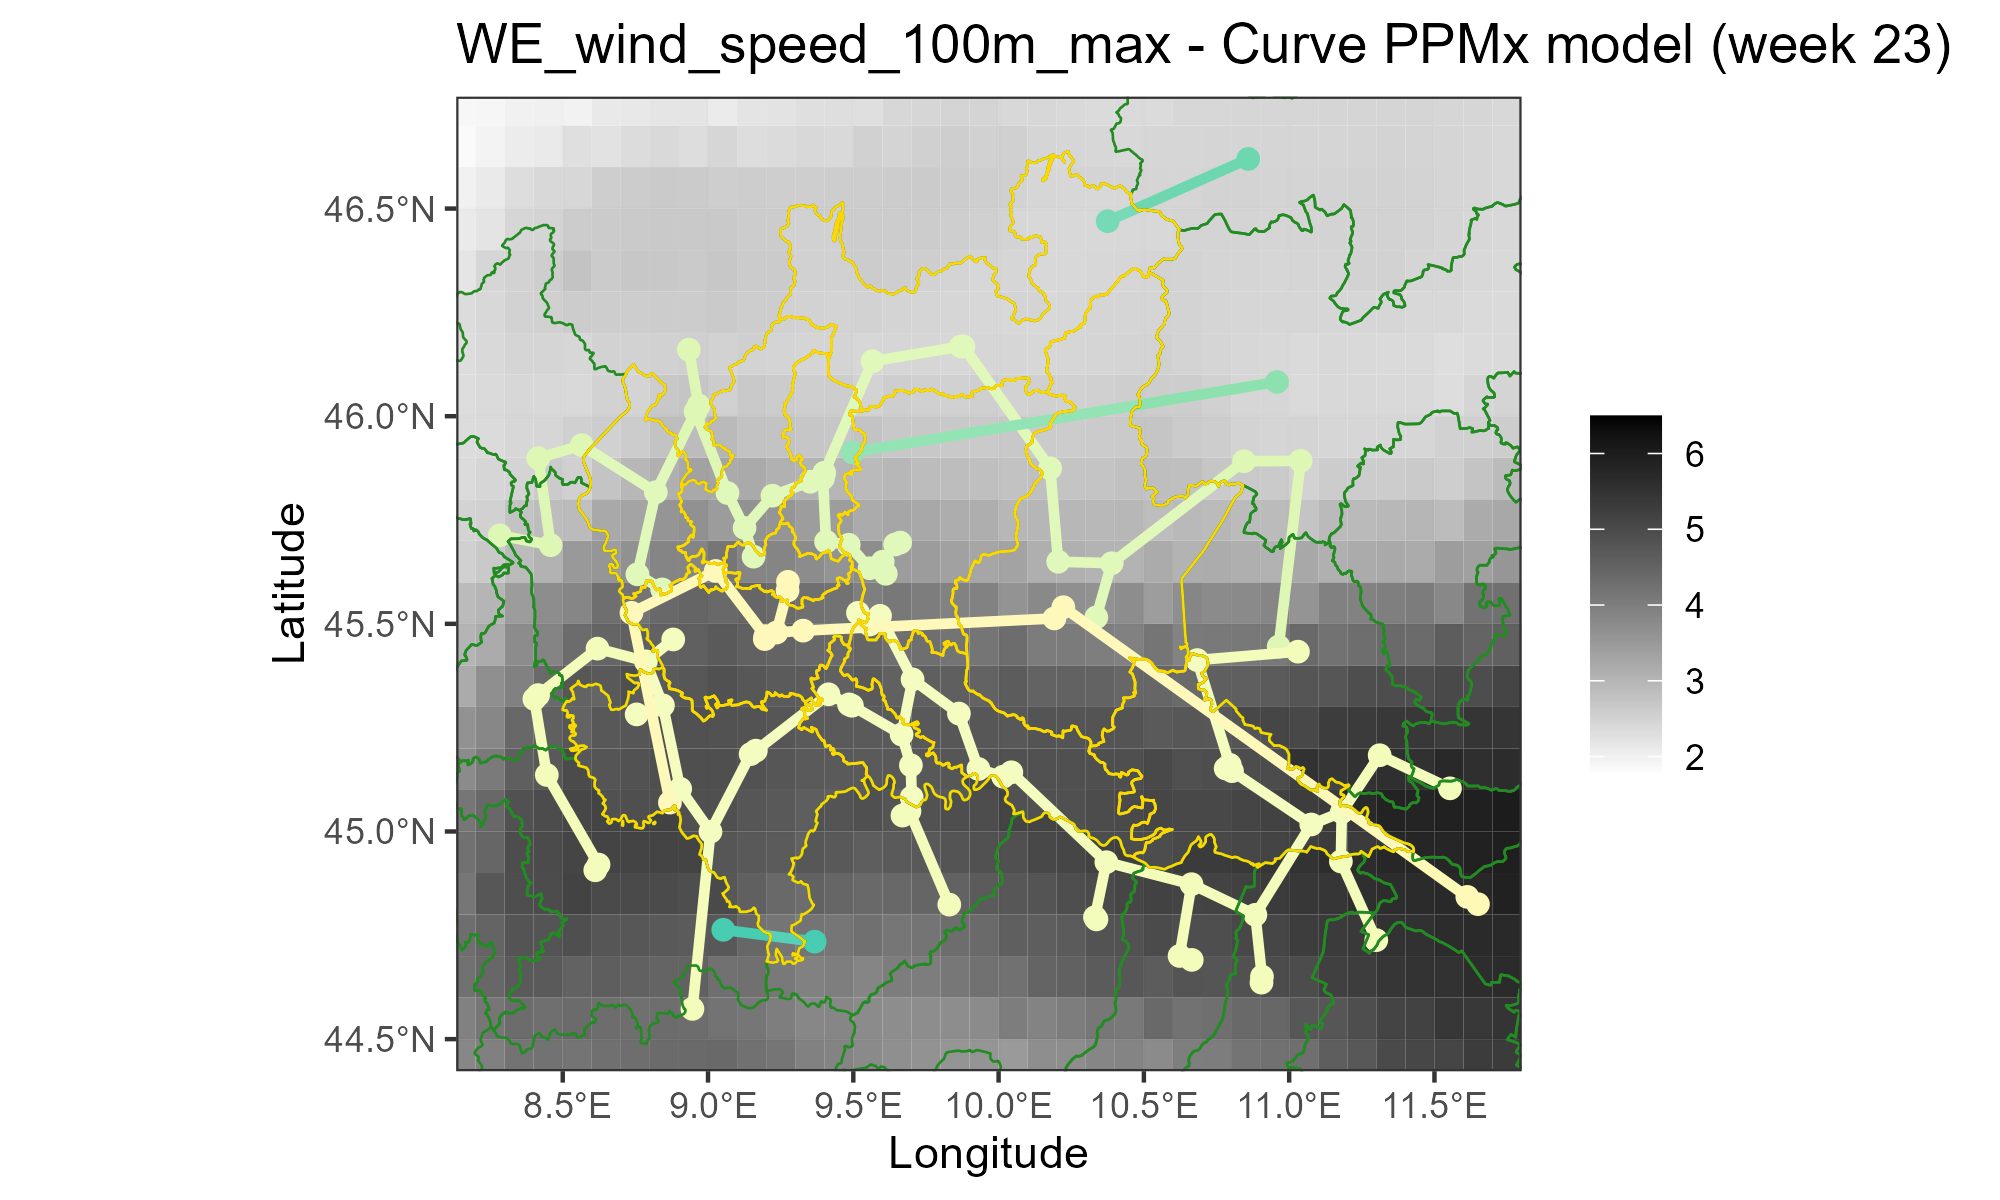 WE_wind_speed_100m_max - Curve PPMx model (week 23)
46.5°N
46.0°N
45.5°N
45.0°N
44.5°N
Latitude
8.5°E
9.0°E
9.5°E
10.0°E
10.5°E
11.0°E
11.5°E
Longitude
6
5
4
3
2